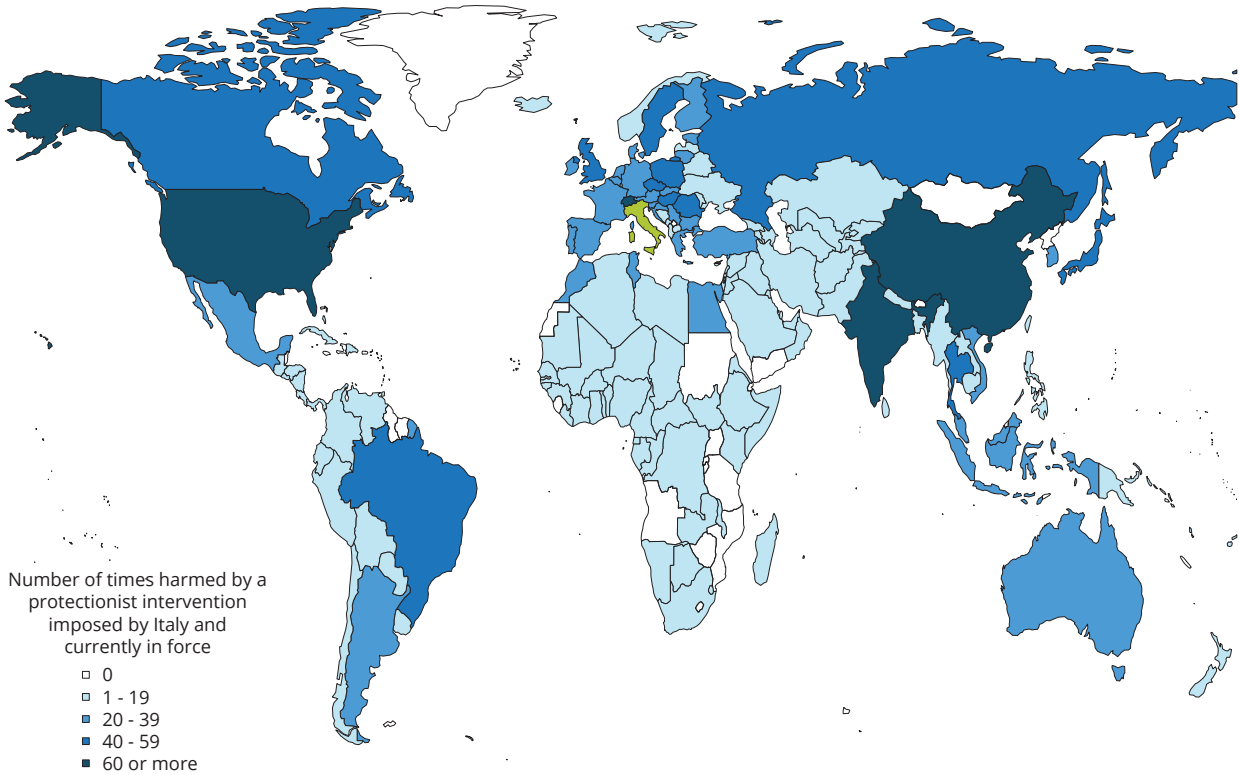 Number of times harmed by a
protectionist intervention
imposed by Italy and
currently in force
0
1 - 19
20 - 39
40 - 59
60 or more